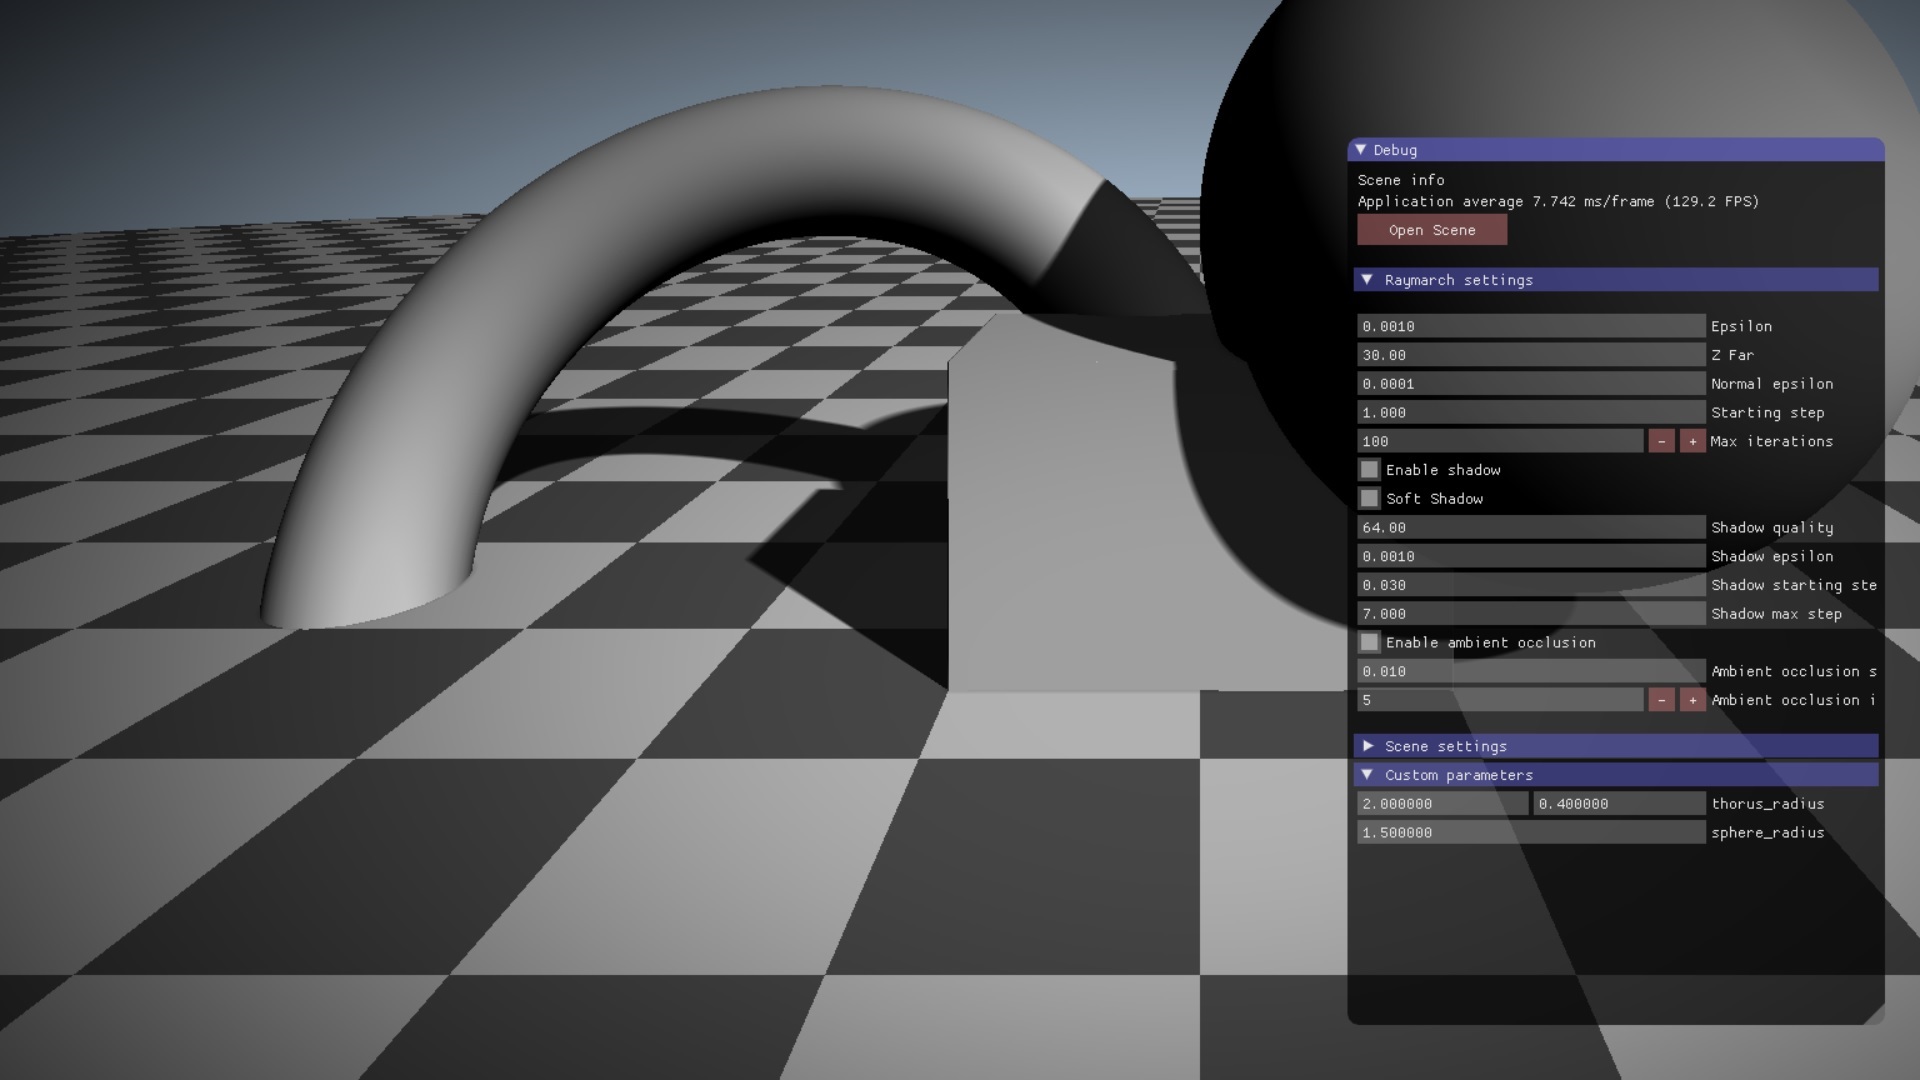 Debug
Scene info
Application average 7.742 ms/frame (129.2 FPS)
Open Scene
Raymarch settings
0.0010 Epsilon
30.00 Z Far
0.0001 Normal epsilon
1.000 Starting step
100 - + Max iterations
Enable shadow
Soft Shadow
64.00 Shadow quality
0.0010 Shadow epsilon
0.030 Shadow starting ste
7.000 Shadow max step
Enable ambient occlusion
0.010 Ambient occlusion s
5 - + Ambient occlusion i
Scene settings
Custom parameters
2.000000 0.400000 thorus_radius
1.500000 sphere_radius